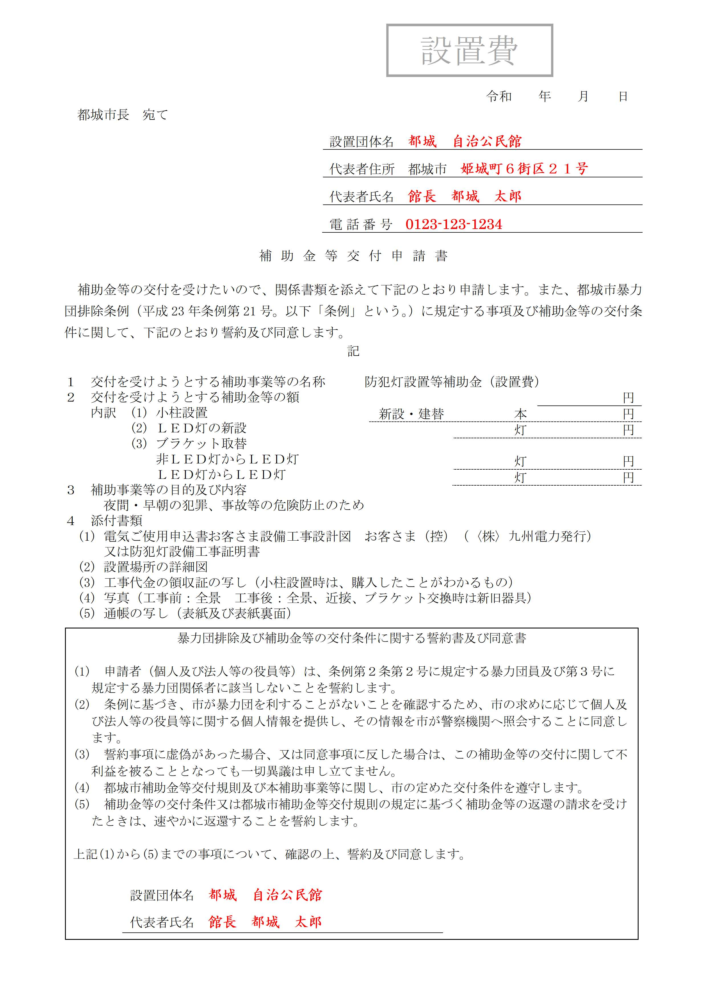 設置費
令和　　年　　月　　日
都城市長　宛て
設置団体名　都城　自治公民館
代表者住所　都城市　姫城町６街区２１号
代表者氏名　館長　都城　太郎
電話番号　0123-123-1234
補助金等交付申請書
補助金等の交付を受けたいので、関係書類を添えて下記のとおり申請します。また、都城市暴力
団排除条例（平成 23 年条例第 21 号。以下「条例」という。）に規定する事項及び補助金等の交付条
件に関して、下記のとおり誓約及び同意します。
記
１　交付を受けようとする補助事業等の名称　　　防犯灯設置等補助金（設置費）
２　交付を受けようとする補助金等の額　　　円
内訳　(1)　小柱設置　　　新設・建替　　　本　　　円
(2)　ＬＥＤ灯の新設　　　灯　　　円
(3)　ブラケット取替
非ＬＥＤ灯からＬＥＤ灯　　　灯　　　円
ＬＥＤ灯からＬＥＤ灯　　　灯　　　円
３　補助事業等の目的及び内容
夜間・早朝の犯罪、事故等の危険防止のため
４　添付書類
(1)　電気ご使用申込書お客さま設備工事設計図　お客さま（控）（〈株〉九州電力発行）
又は防犯灯設備工事証明書
(2)　設置場所の詳細図
(3)　工事代金の領収証の写し（小柱設置時は、購入したことがわかるもの）
(4)　写真（工事前：全景　工事後：全景、近接、ブラケット交換時は新旧器具）
(5)　通帳の写し（表紙及び表紙裏面）
暴力団排除及び補助金等の交付条件に関する誓約書及び同意書
(1)　申請者（個人及び法人等の役員等）は、条例第２条第２号に規定する暴力団員及び第３号に
規定する暴力団関係者に該当しないことを誓約します。
(2)　条例に基づき、市が暴力団を利することがないことを確認するため、市の求めに応じて個人及
び法人等の役員等に関する個人情報を提供し、その情報を市が警察機関へ照会することに同意し
ます。
(3)　誓約事項に虚偽があった場合、又は同意事項に反した場合は、この補助金等の交付に関して不
利益を被ることとなっても一切異議は申し立てません。
(4)　都城市補助金等交付規則及び本補助事業等に関し、市の定めた交付条件を遵守します。
(5)　補助金等の交付条件又は都城市補助金等交付規則の規定に基づく補助金等の返還の請求を受け
たときは、速やかに返還することを誓約します。
上記(1)から(5)までの事項について、確認の上、誓約及び同意します。
設置団体名　都城　自治公民館
代表者氏名　館長　都城　太郎